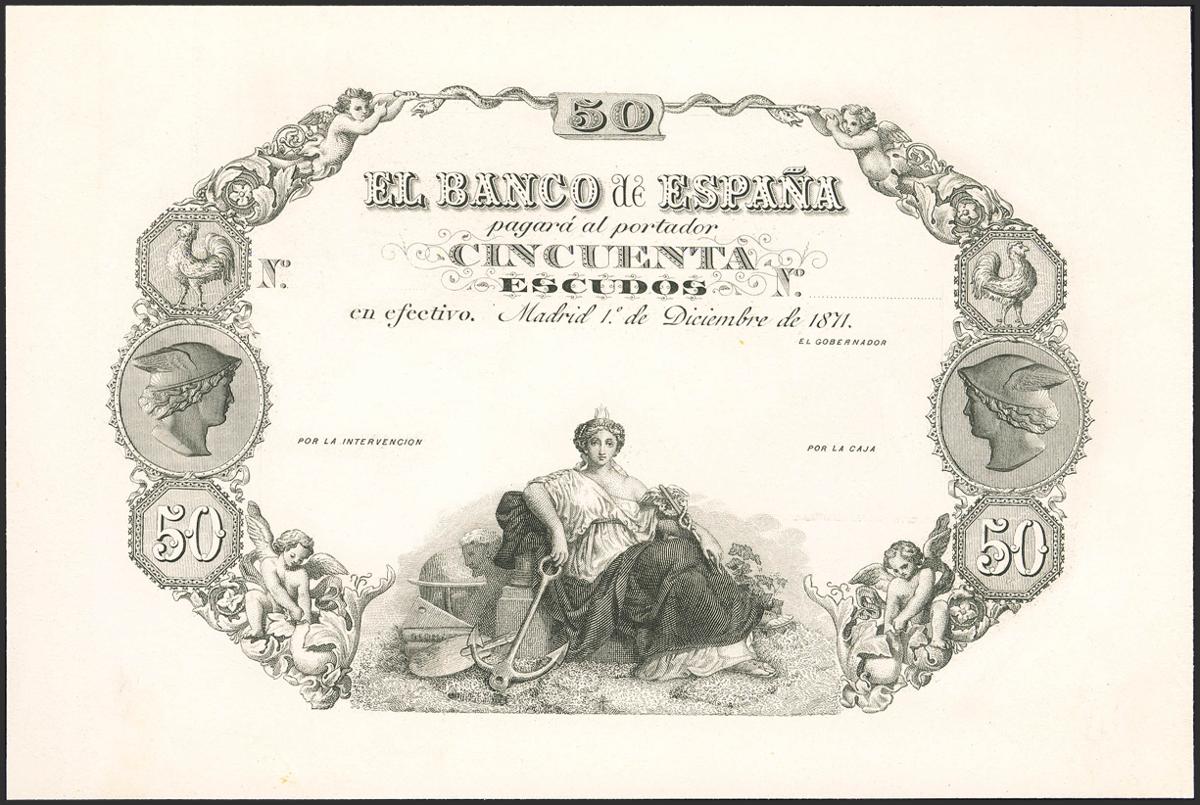 50
EL BANCO de ESPAÑA
pagará al portador
CINCUENTA
Nº.
ESCUDOS
Nº.
en efectivo. Madrid 1.º de Diciembre de 1871.
EL GOBERNADOR
POR LA INTERVENCION
POR LA CAJA
50
50